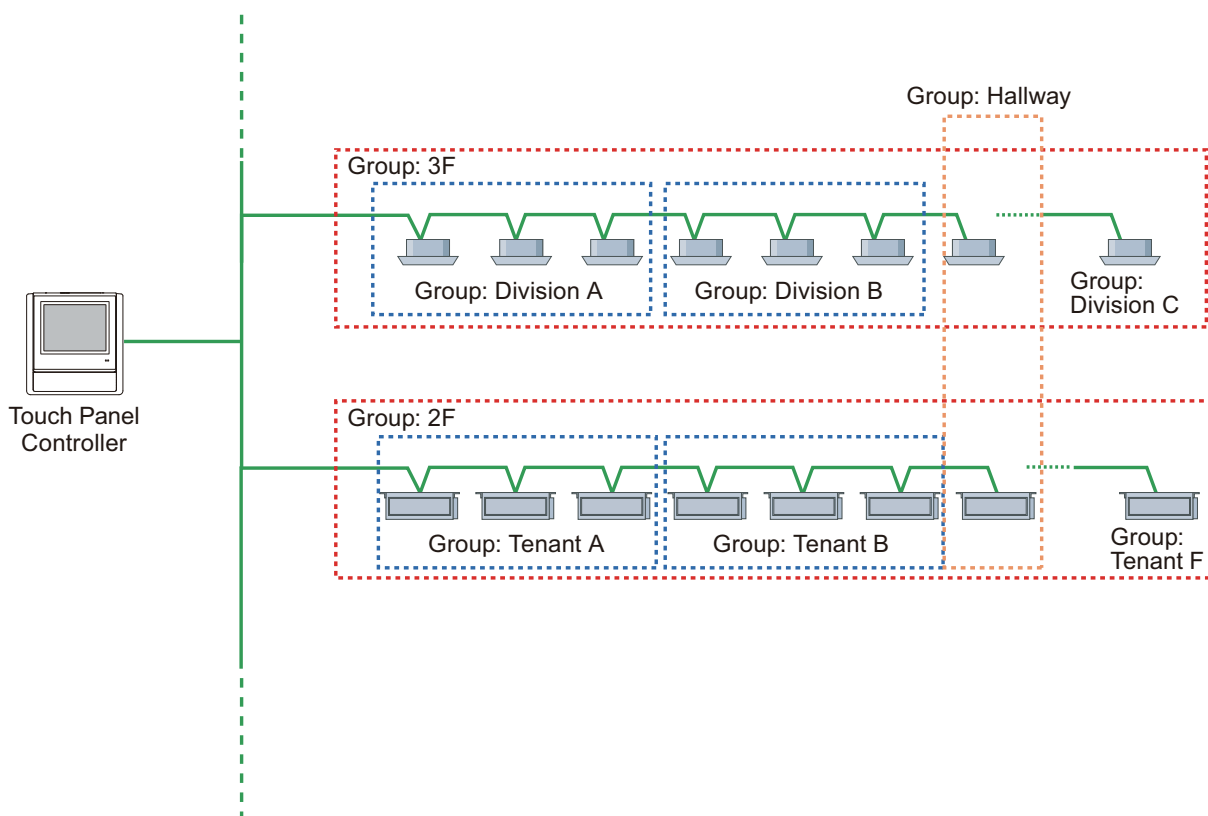 Group: Hallway
Group: 3F
Group: Division A
Group: Division B
Group:
Division C
Touch Panel
Controller
Group: 2F
Group: Tenant A
Group: Tenant B
Group:
Tenant F